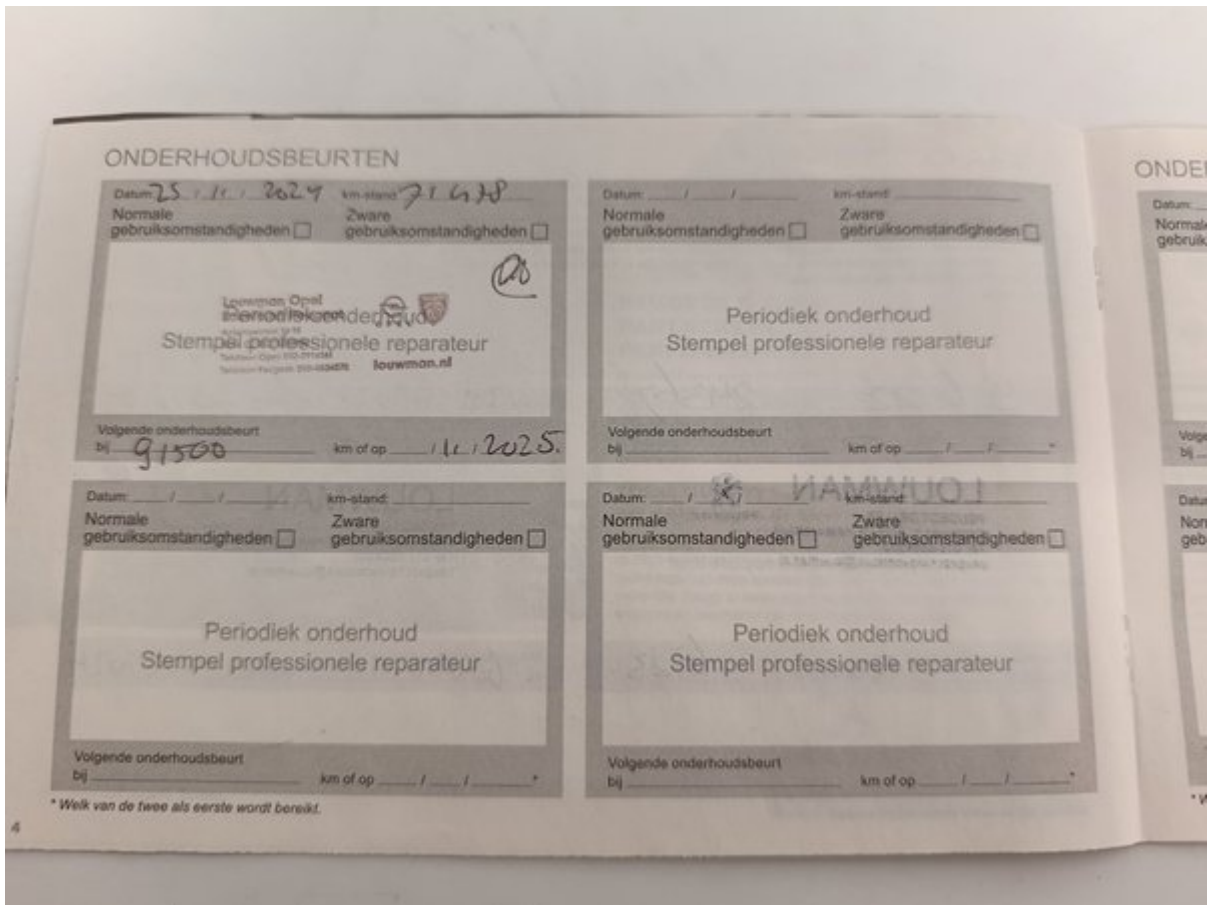 ONDERHOUDSBEURTEN
Datum: 25 / 11 / 2024 km-stand 71478
Normale gebruiksomstandigheden Zware gebruiksomstandigheden
Louwman Opel
Periodiek onderhoud
Stempel professionele reparateur
louwman.nl
Volgende onderhoudsbeurt
bij 91500 km of op / 11 / 2025.
Datum: / / km-stand:
Normale gebruiksomstandigheden Zware gebruiksomstandigheden
Periodiek onderhoud
Stempel professionele reparateur
Volgende onderhoudsbeurt
bij km of op / / *
Datum: / / km-stand:
Normale gebruiksomstandigheden Zware gebruiksomstandigheden
Periodiek onderhoud
Stempel professionele reparateur
Volgende onderhoudsbeurt
bij km of op / / *
Datum: / / km-stand:
Normale gebruiksomstandigheden Zware gebruiksomstandigheden
Periodiek onderhoud
Stempel professionele reparateur
Volgende onderhoudsbeurt
bij km of op / / *
* Welk van de twee als eerste wordt bereikt.
4